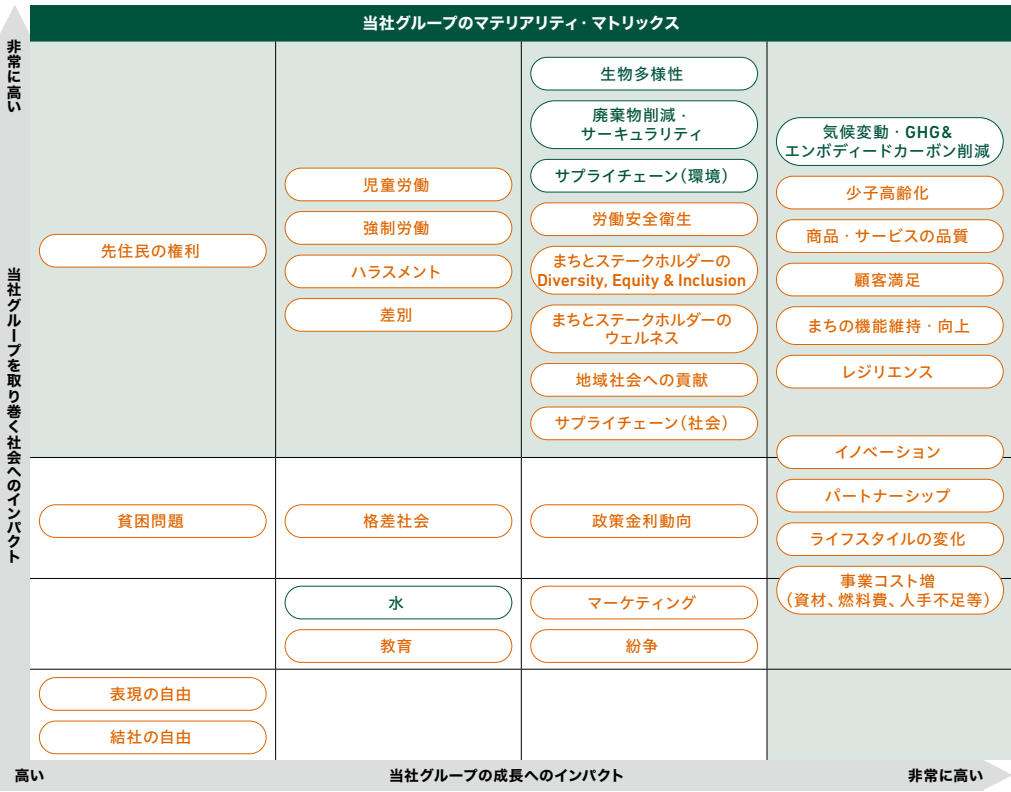 当社グループのマテリアリティ・マトリックス
非常に高い
当社グループを取り巻く社会へのインパクト
先住民の権利
児童労働
強制労働
ハラスメント
差別
生物多様性
廃棄物削減・
サーキュラリティ
サプライチェーン(環境)
労働安全衛生
まちとステークホルダーの
Diversity, Equity & Inclusion
まちとステークホルダーの
ウェルネス
地域社会への貢献
サプライチェーン(社会)
気候変動・GHG&
エンボディードカーボン削減
少子高齢化
商品・サービスの品質
顧客満足
まちの機能維持・向上
レジリエンス
イノベーション
パートナーシップ
ライフスタイルの変化
事業コスト増
(資材、燃料費、人手不足等)
貧困問題
格差社会
政策金利動向
水
教育
マーケティング
紛争
表現の自由
結社の自由
高い
当社グループの成長へのインパクト
非常に高い